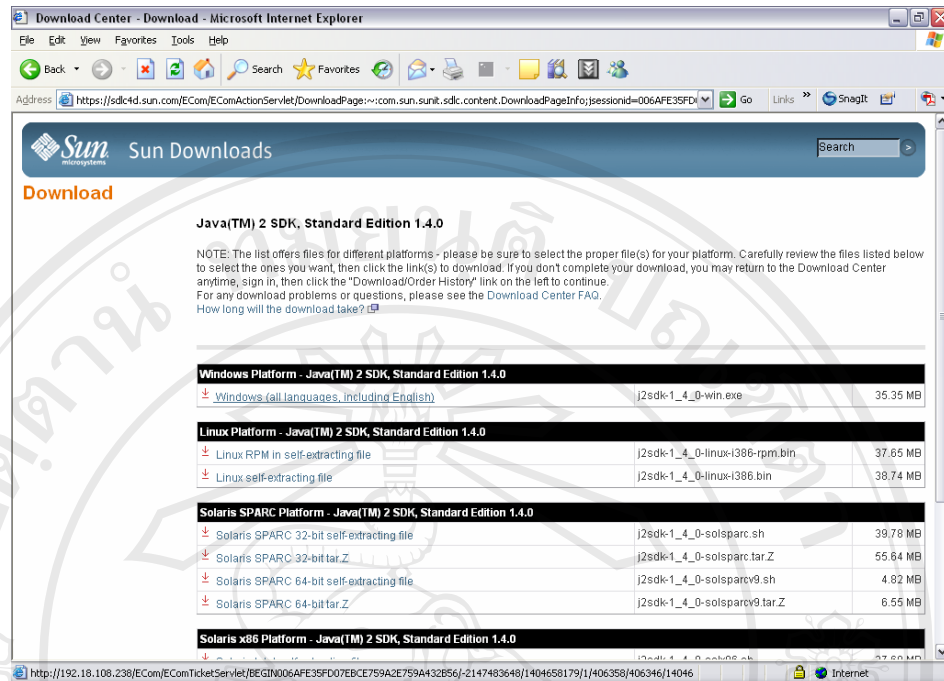 Download Center - Download - Microsoft Internet Explorer
File Edit View Favorites Tools Help
Back Search Favorites
Address https://sdlc4d.sun.com/ECom/EComActionServlet/DownloadPage:~:com.sun.sunit.sdlc.content.DownloadPageInfo;jsessionid=006AFE35FD Go Links » SnagIt
Sun microsystems Sun Downloads Search
Download
Java(TM) 2 SDK, Standard Edition 1.4.0
NOTE: The list offers files for different platforms - please be sure to select the proper file(s) for your platform. Carefully review the files listed below
to select the ones you want, then click the link(s) to download. If you don't complete your download, you may return to the Download Center
anytime, sign in, then click the "Download/Order History" link on the left to continue.
For any download problems or questions, please see the Download Center FAQ.
How long will the download take?
Windows Platform - Java(TM) 2 SDK, Standard Edition 1.4.0
Windows (all languages, including English) j2sdk-1_4_0-win.exe 35.35 MB
Linux Platform - Java(TM) 2 SDK, Standard Edition 1.4.0
Linux RPM in self-extracting file j2sdk-1_4_0-linux-i386-rpm.bin 37.65 MB
Linux self-extracting file j2sdk-1_4_0-linux-i386.bin 38.74 MB
Solaris SPARC Platform - Java(TM) 2 SDK, Standard Edition 1.4.0
Solaris SPARC 32-bit self-extracting file j2sdk-1_4_0-solsparc.sh 39.78 MB
Solaris SPARC 32-bit tar.Z j2sdk-1_4_0-solsparc.tar.Z 55.64 MB
Solaris SPARC 64-bit self-extracting file j2sdk-1_4_0-solsparcv9.sh 4.82 MB
Solaris SPARC 64-bit tar.Z j2sdk-1_4_0-solsparcv9.tar.Z 6.55 MB
Solaris x86 Platform - Java(TM) 2 SDK, Standard Edition 1.4.0
http://192.18.108.238/ECom/EComTicketServlet/BEGIN006AFE35FD07EBCE759A2E759A432B56/-2147483648/1404658179/1/406358/406346/14046 Internet